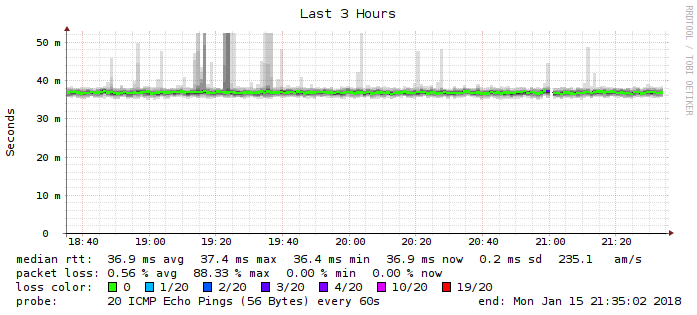 Last 3 Hours
RRDTOOL / TOBI OETIKER
Seconds
50 m
40 m
30 m
20 m
10 m
0
18:40 19:00 19:20 19:40 20:00 20:20 20:40 21:00 21:20
median rtt: 36.9 ms avg 37.4 ms max 36.4 ms min 36.9 ms now 0.2 ms sd 235.1 am/s
packet loss: 0.56 % avg 88.33 % max 0.00 % min 0.00 % now
loss color: 0 1/20 2/20 3/20 4/20 10/20 19/20
probe: 20 ICMP Echo Pings (56 Bytes) every 60s end: Mon Jan 15 21:35:02 2018